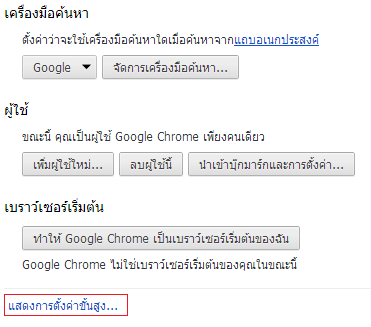 เครื่องมือค้นหา
ตั้งค่าว่าจะใช้เครื่องมือค้นหาใดเมื่อค้นหาจากแถบอเนกประสงค์
Google จัดการเครื่องมือค้นหา...
ผู้ใช้
ขณะนี้ คุณเป็นผู้ใช้ Google Chrome เพียงคนเดียว
เพิ่มผู้ใช้ใหม่... ลบผู้ใช้นี้ นำเข้าบุ๊กมาร์กและการตั้งค่า...
เบราว์เซอร์เริ่มต้น
ทำให้ Google Chrome เป็นเบราว์เซอร์เริ่มต้นของฉัน
Google Chrome ไม่ใช่เบราว์เซอร์เริ่มต้นของคุณในขณะนี้
แสดงการตั้งค่าขั้นสูง...